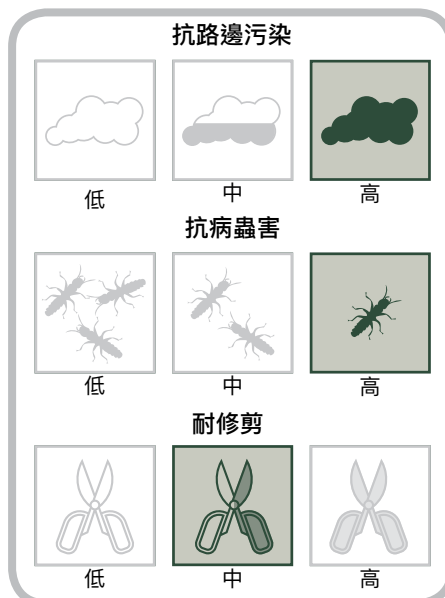 抗路邊污染
低 中 高
抗病蟲害
低 中 高
耐修剪
低 中 高